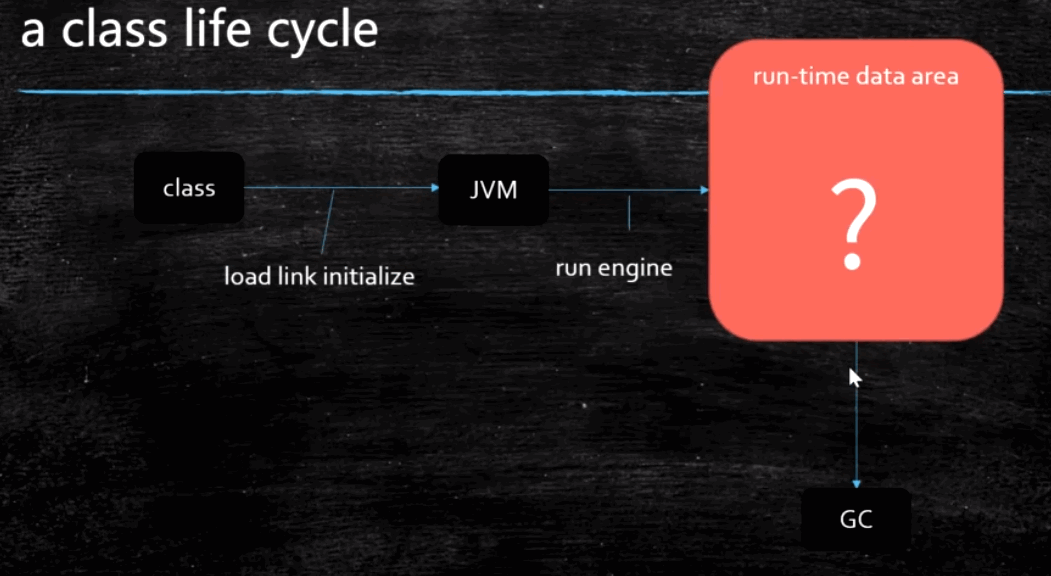 a class life cycle
run-time data area
class
JVM
?
load link initialize
run engine
GC